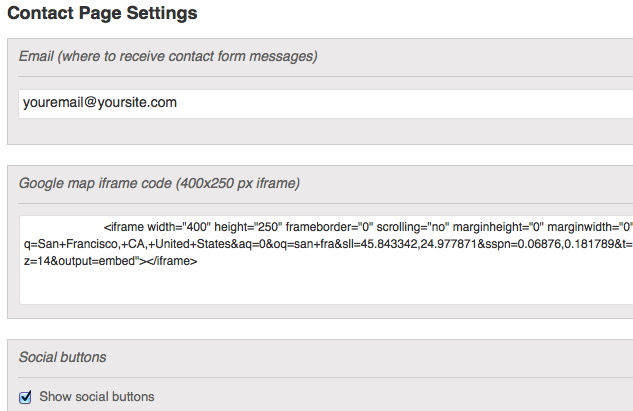 Contact Page Settings
Email (where to receive contact form messages)
youremail@yoursite.com
Google map iframe code (400x250 px iframe)
<iframe width="400" height="250" frameborder="0" scrolling="no" marginheight="0" marginwidth="0"
q=San+Francisco,+CA,+United+States&aq=0&oq=san+fra&sll=45.843342,24.977871&sspn=0.06876,0.181789&t=
z=14&output=embed"></iframe>
Social buttons
Show social buttons